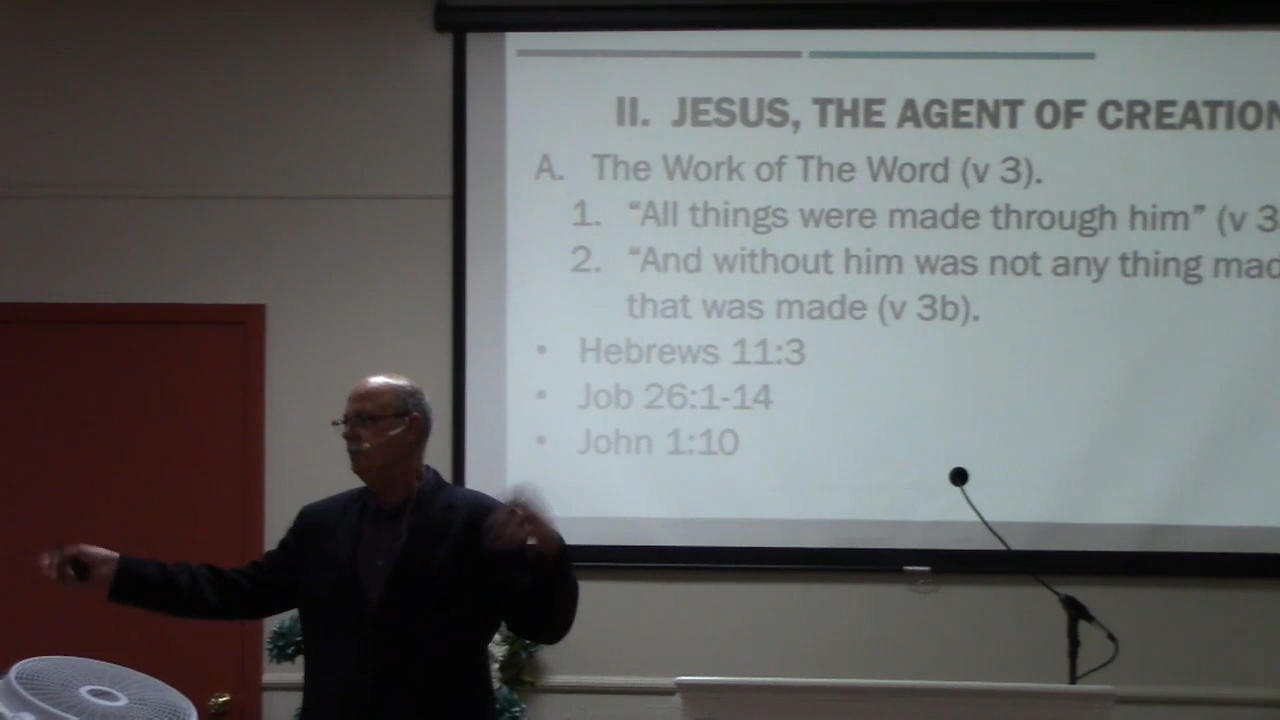 II. JESUS, THE AGENT OF CREATION
A. The Work of The Word (v 3).
1. “All things were made through him” (v 3
2. “And without him was not any thing mad
that was made (v 3b).
• Hebrews 11:3
• Job 26:1-14
• John 1:10